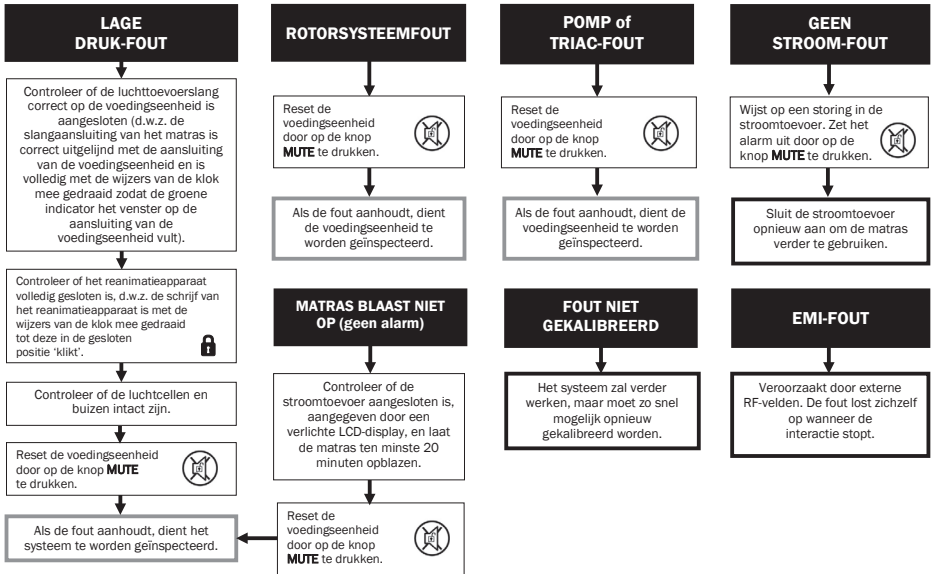 LAGE
DRUK-FOUT
Controleer of de luchttoevoerslang
correct op de voedingseenheid is
aangesloten (d.w.z. de
slangaansluiting van het matras is
correct uitgelijnd met de aansluiting
van de voedingseenheid en is
volledig met de wijzers van de klok
mee gedraaid zodat de groene
indicator het venster op de
aansluiting van de
voedingseenheid vult).
Controleer of het reanimatieapparaat
volledig gesloten is, d.w.z. de schrijf van
het reanimatieapparaat is met de
wijzers van de klok mee gedraaid
tot deze in de gesloten
positie ‘klikt’.
Controleer of de luchtcellen en
buizen intact zijn.
Reset de voedingseenheid
door op de knop MUTE
te drukken.
Als de fout aanhoudt, dient het
systeem te worden geïnspecteerd.
ROTORSYSTEEMFOUT
Reset de
voedingseenheid
door op de knop
MUTE te drukken.
Als de fout aanhoudt, dient
de voedingseenheid te
worden geïnspecteerd.
MATRAS BLAAST NIET
OP (geen alarm)
Controleer of de
stroomtoevoer aangesloten is,
aangegeven door een
verlichte LCD-display, en laat
de matras ten minste 20
minuten opblazen.
Reset de
voedingseenheid
door op de knop
MUTE te drukken.
POMP of
TRIAC-FOUT
Reset de
voedingseenheid
door op de knop
MUTE te drukken.
Als de fout aanhoudt, dient de
voedingseenheid te worden
geïnspecteerd.
FOUT NIET
GEKALIBREERD
Het systeem zal verder
werken, maar moet zo snel
mogelijk opnieuw
gekalibreerd worden.
GEEN
STROOM-FOUT
Wijst op een storing in de
stroomtoevoer. Zet het
alarm uit door op de
knop MUTE te drukken.
Sluit de stroomtoevoer
opnieuw aan om de matras
verder te gebruiken.
EMI-FOUT
Veroorzaakt door externe
RF-velden. De fout lost zichzelf
op wanneer de
interactie stopt.